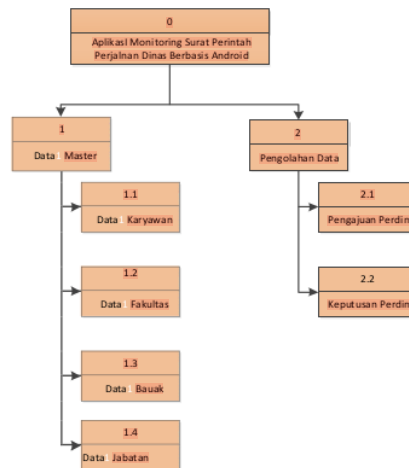 0
Aplikasi Monitoring Surat Perintah
Perjalnan Dinas Berbasis Android
1
Data Master
2
Pengolahan Data
1.1
Data Karyawan
2.1
Pengajuan Perdin
1.2
Data Fakultas
2.2
Keputusan Perdin
1.3
Data Bauak
1.4
Data Jabatan